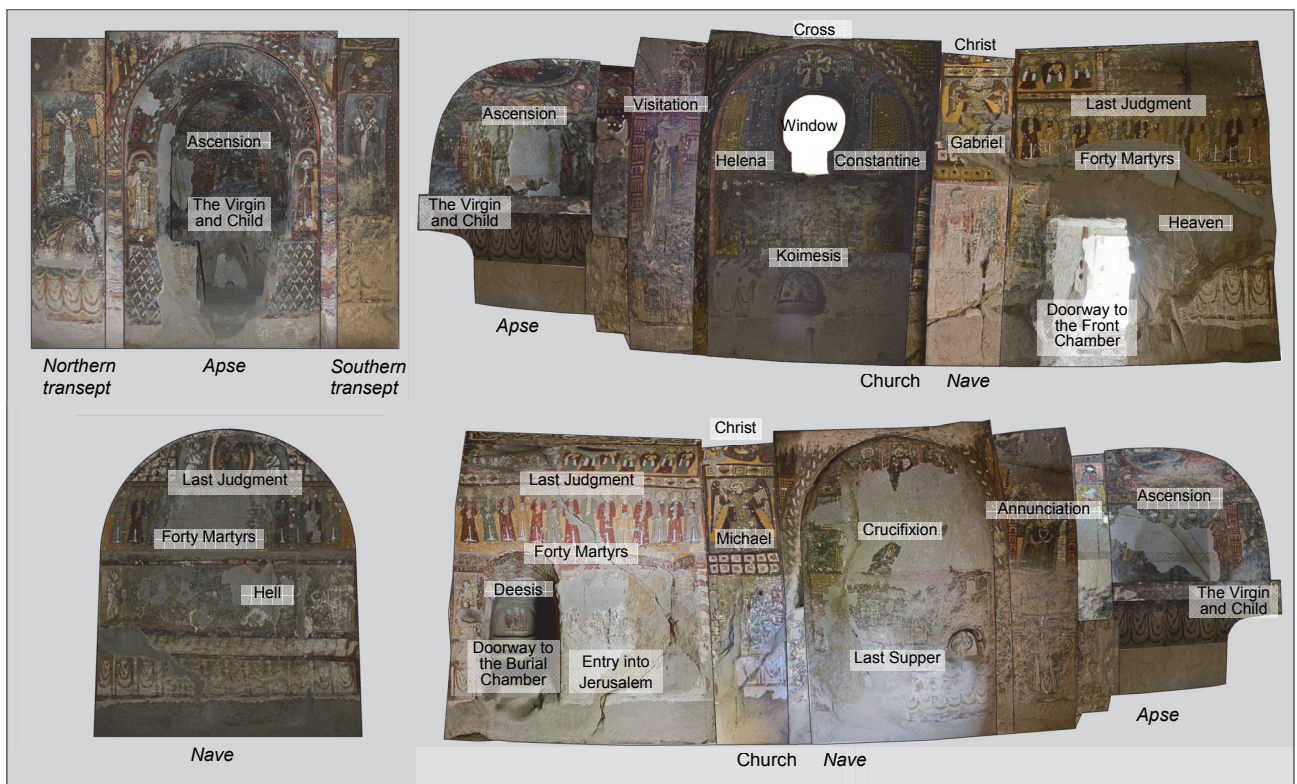 Ascension
The Virgin
and Child
Northern
transept
Apse
Southern
transept
Cross
Christ
Ascension
Visitation
Last Judgment
Window
Gabriel
Helena
Constantine
Forty Martyrs
The Virgin
and Child
Heaven
Koimesis
Doorway to
the Front
Chamber
Apse
Church
Nave
Last Judgment
Forty Martyrs
Hell
Nave
Christ
Last Judgment
Ascension
Annunciation
Crucifixion
Michael
Forty Martyrs
Deesis
The Virgin
and Child
Doorway to
the Burial
Chamber
Entry into
Jerusalem
Last Supper
Apse
Church
Nave